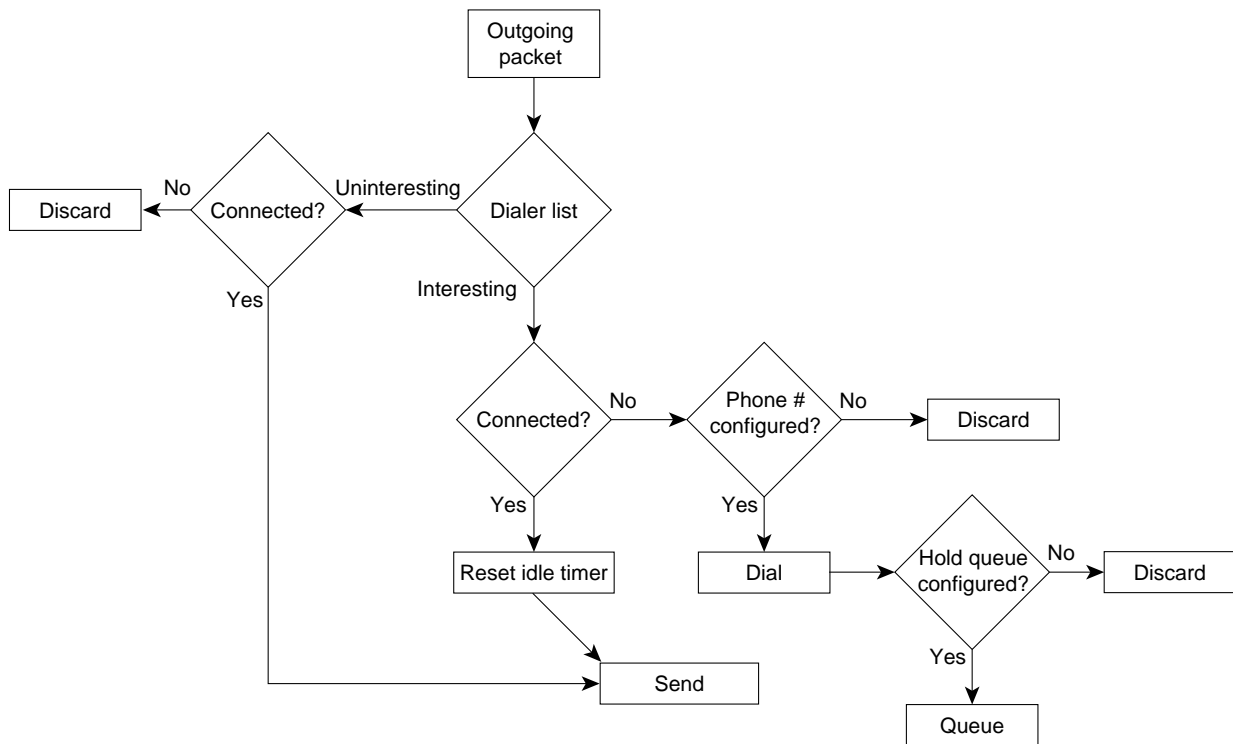 Outgoing
packet
No
Uninteresting
Discard
Connected?
Dialer list
Yes
Interesting
Connected?
No
Phone #
configured?
No
Discard
Yes
Yes
Reset idle timer
Dial
Hold queue
configured?
No
Discard
Yes
Send
Queue